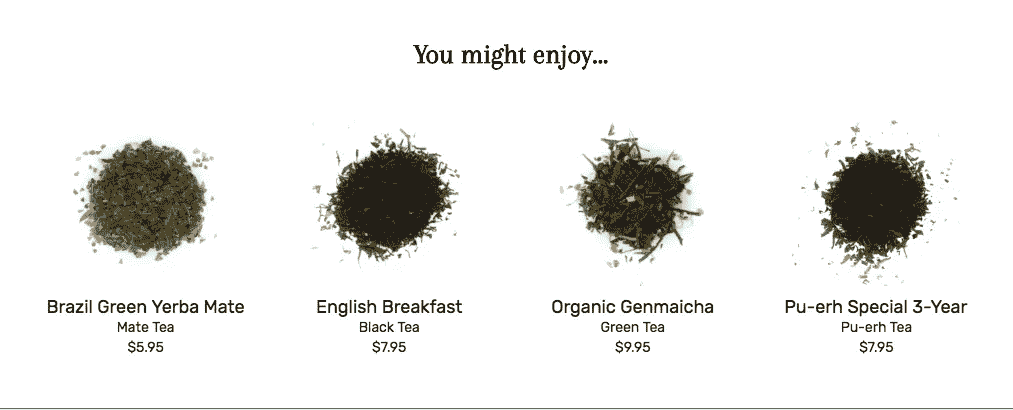 You might enjoy...
Brazil Green Yerba Mate
Mate Tea
$5.95
English Breakfast
Black Tea
$7.95
Organic Genmaicha
Green Tea
$9.95
Pu-erh Special 3-Year
Pu-erh Tea
$7.95